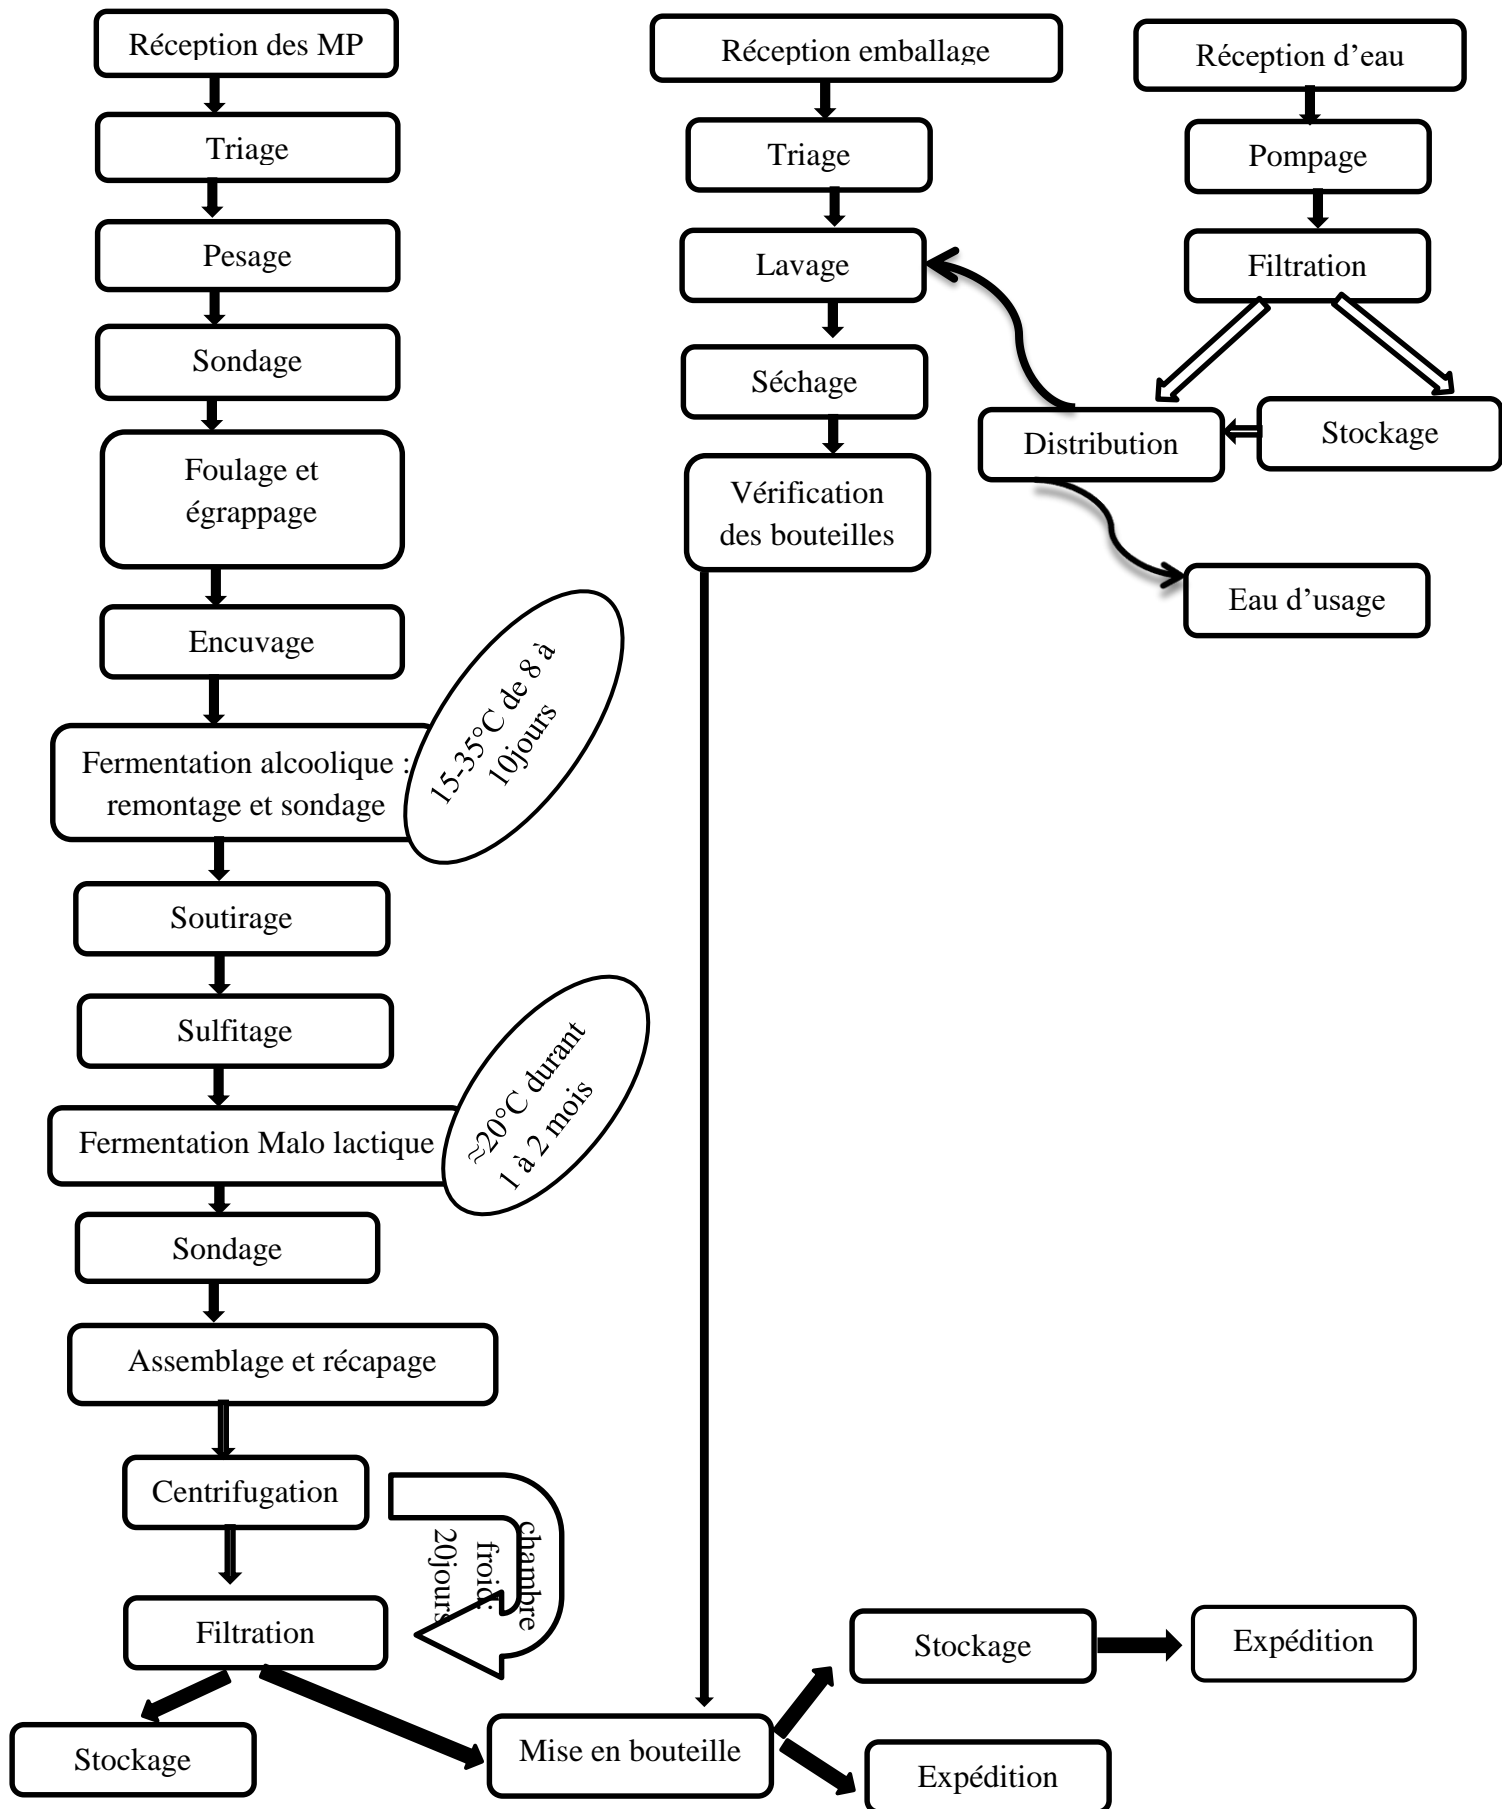 Réception des MP
Triage
Pesage
Sondage
Foulage et
égrappage
Encuvage
Fermentation alcoolique :
remontage et sondage
15-35°C de 8 à
10jours
Soutirage
Sulfitage
Fermentation Malo lactique
≈20°C durant
1 à 2 mois
Sondage
Assemblage et récapage
Centrifugation
chambre
froid:
20jours
Filtration
Stockage
Réception emballage
Triage
Lavage
Séchage
Vérification
des bouteilles
Mise en bouteille
Stockage
Expédition
Expédition
Réception d’eau
Pompage
Filtration
Distribution
Stockage
Eau d’usage